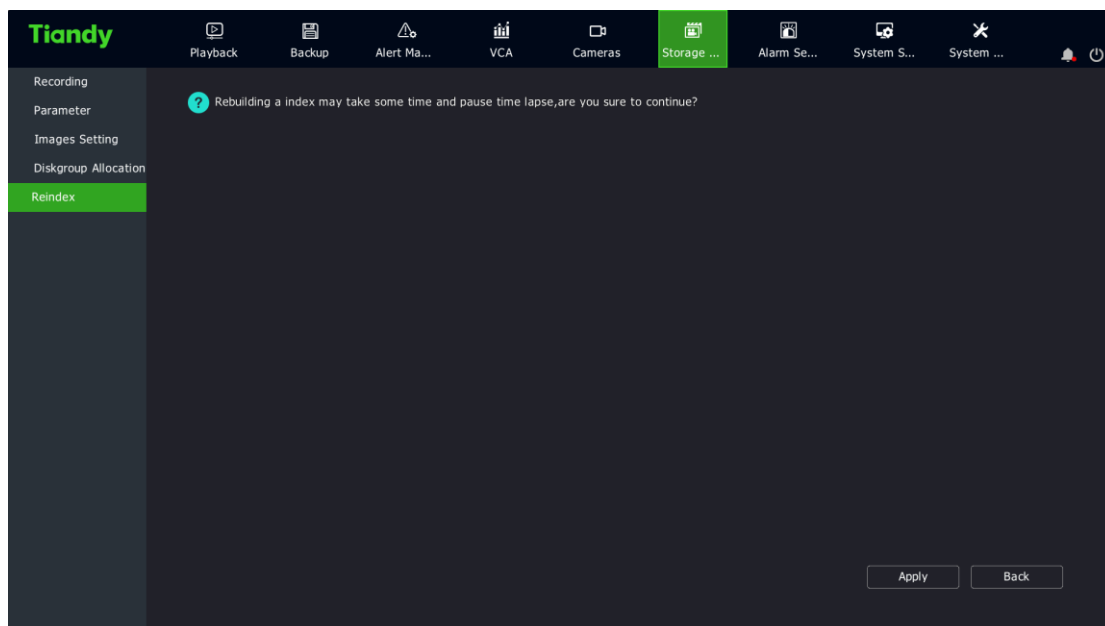 Tiandy
Playback Backup Alert Ma... VCA Cameras Storage ... Alarm Se... System S... System ...
Recording
Parameter
Images Setting
Diskgroup Allocation
Reindex
? Rebuilding a index may take some time and pause time lapse,are you sure to continue?
Apply Back